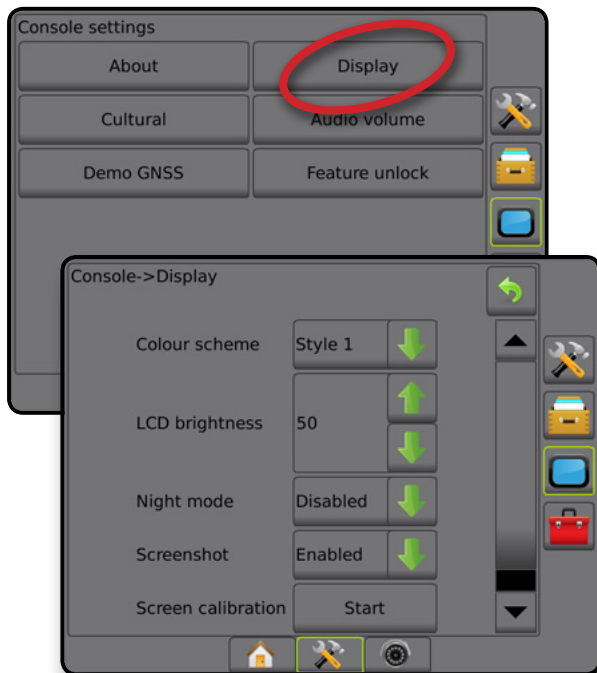 Console settings
About Display
Cultural Audio volume
Demo GNSS Feature unlock
Console->Display
Colour scheme Style 1
LCD brightness 50
Night mode Disabled
Screenshot Enabled
Screen calibration Start